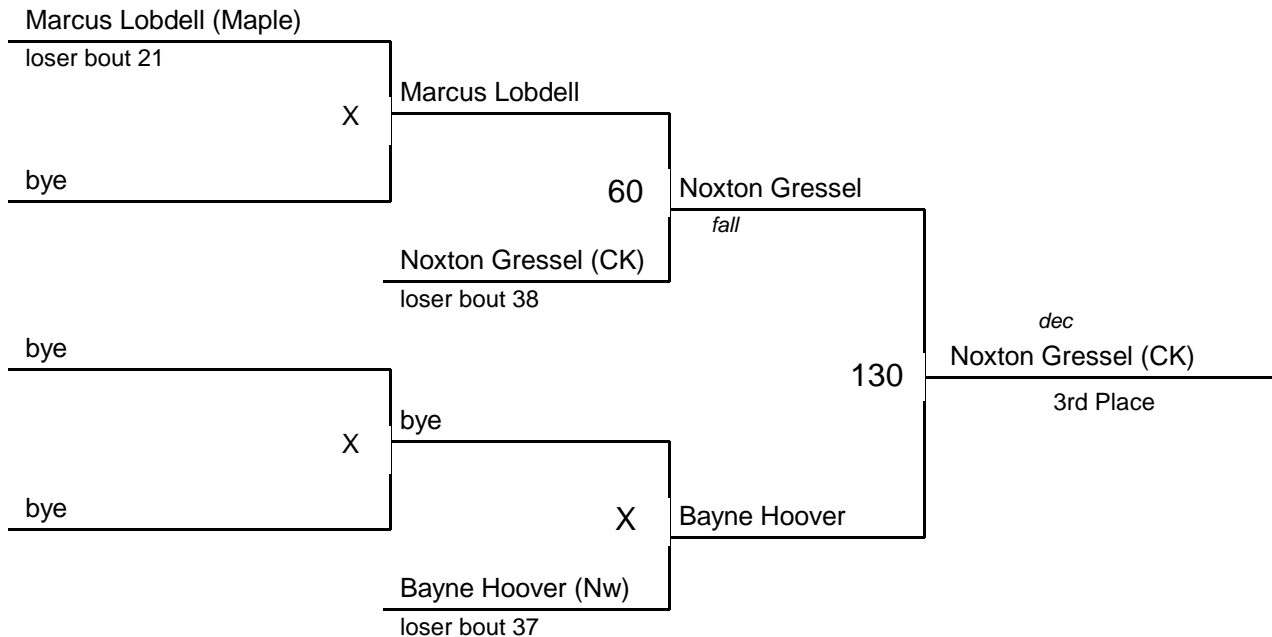 Marcus Lobdell (Maple)
loser bout 21
X
bye
Marcus Lobdell
60
Noxton Gressel (CK)
loser bout 38
Noxton Gressel
fall
bye
X
bye
bye
X
Bayne Hoover (Nw)
loser bout 37
Bayne Hoover
130
dec
Noxton Gressel (CK)
3rd Place